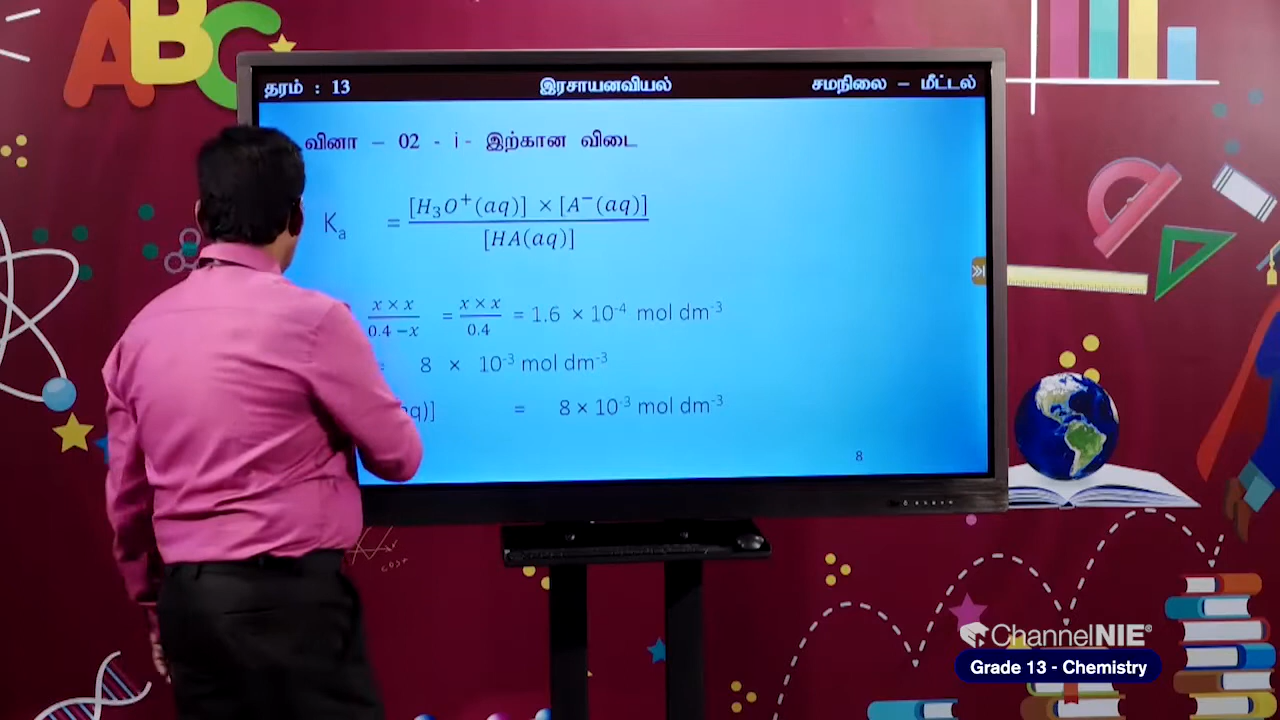 ABC
தரம் : 13 இரசாயனவியல் சமநிலை – மீட்டல்
வினா – 02 - i - இற்கான விடை
Kₐ = [H₃O⁺(aq)] × [A⁻(aq)] / [HA(aq)]
x × x / 0.4 – x = x × x / 0.4 = 1.6 × 10⁻⁴ mol dm⁻³
= 8 × 10⁻³ mol dm⁻³
aq)] = 8 × 10⁻³ mol dm⁻³
8
ChannelNIE®
Grade 13 - Chemistry